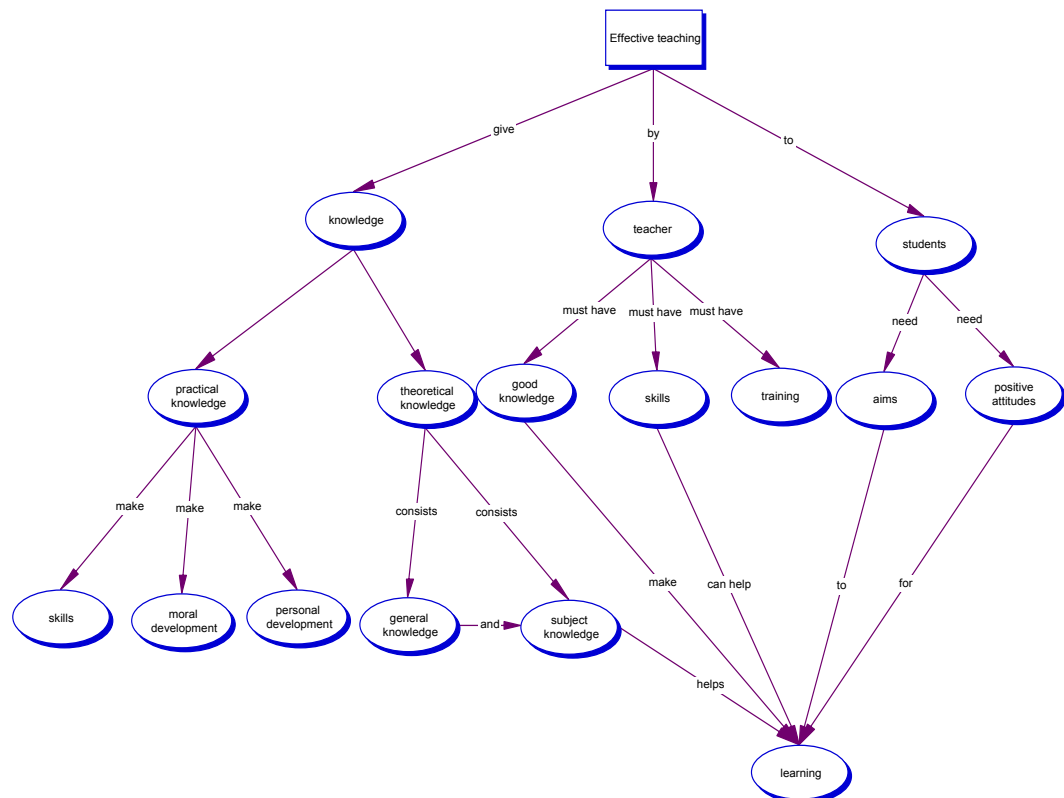 Effective teaching
give
by
to
knowledge
teacher
students
must have
must have
must have
need
need
practical
knowledge
theoretical
knowledge
good
knowledge
skills
training
aims
positive
attitudes
make
make
make
consists
consists
make
can help
to
for
skills
moral
development
personal
development
general
knowledge
and
subject
knowledge
helps
learning